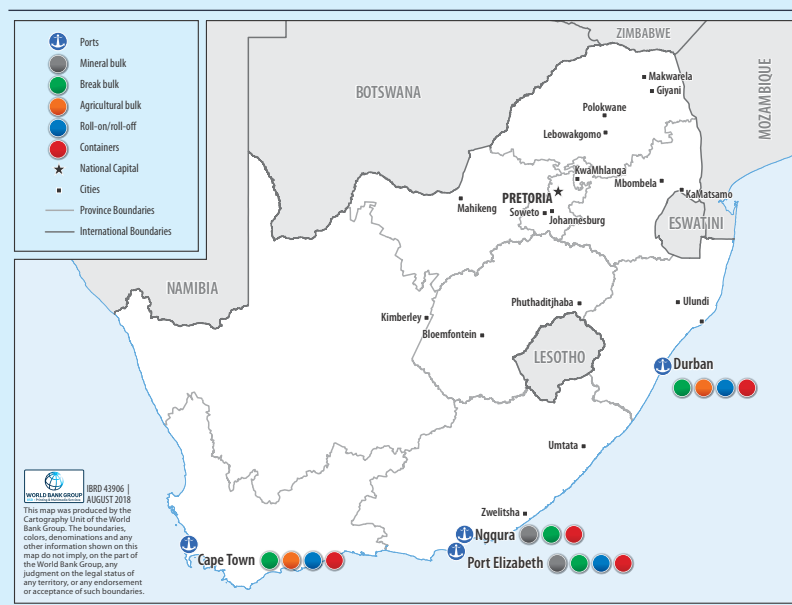 Ports
Mineral bulk
Break bulk
Agricultural bulk
Roll-on/roll-off
Containers
National Capital
Cities
Province Boundaries
International Boundaries
ZIMBABWE
BOTSWANA
MOZAMBIQUE
Makwarela
Giyani
Polokwane
Lebowakgomo
KwaMhlanga
Mbombela
KaMatsamo
PRETORIA
Mahikeng
Soweto
Johannesburg
ESWATINI
NAMIBIA
Phuthaditjhaba
Ulundi
Kimberley
Bloemfontein
LESOTHO
Durban
Umtata
Zwelitsha
Ngqura
Port Elizabeth
Cape Town
WORLD BANK GROUP
IBRD 43906 |
AUGUST 2018
This map was produced by the
Cartography Unit of the World
Bank Group. The boundaries,
colors, denominations and any
other information shown on this
map do not imply, on the part of
the World Bank Group, any
judgment on the legal status of
any territory, or any endorsement
or acceptance of such boundaries.